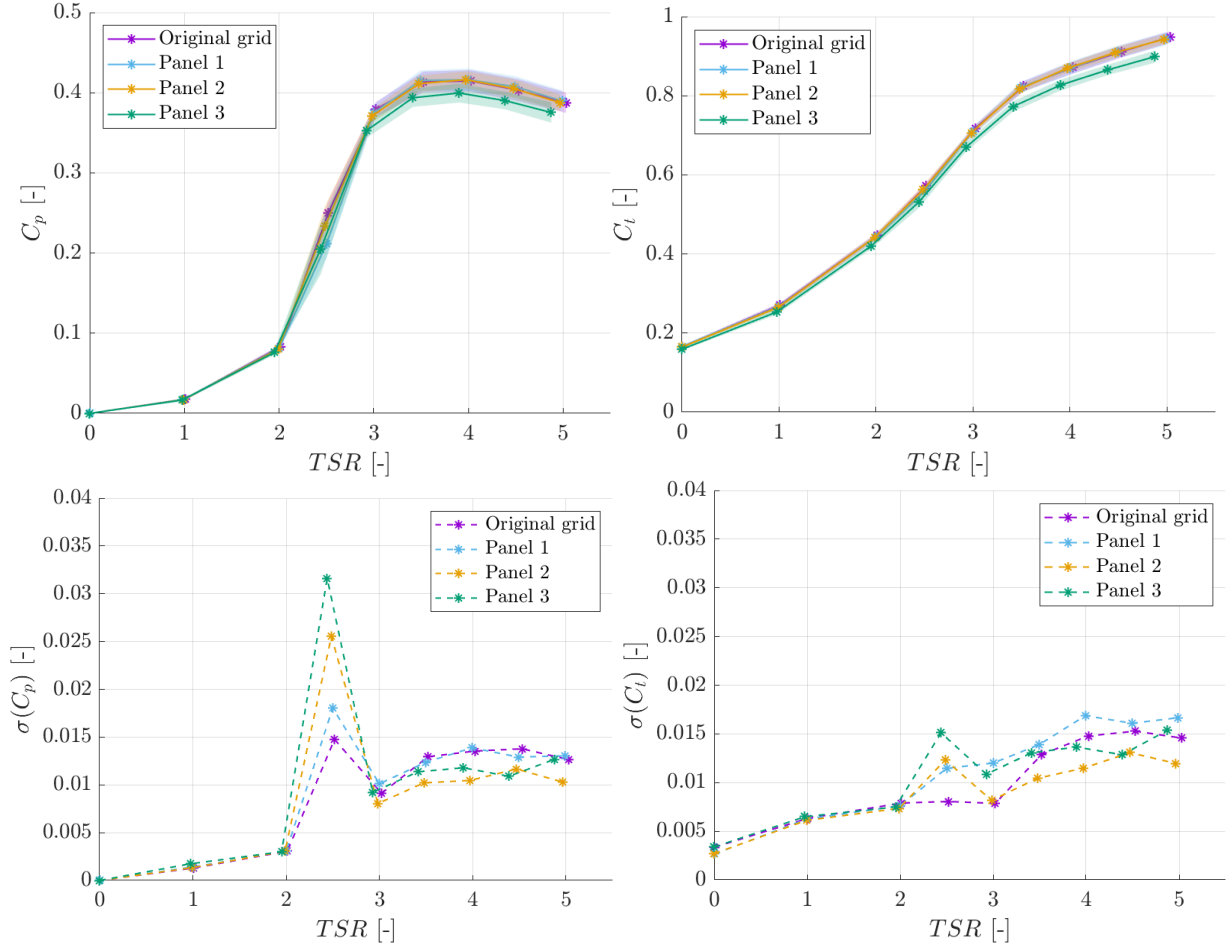 0.5
0.4
0.3
0.2
0.1
0
C_p [-]
0 1 2 3 4 5
TSR [-]
Original grid
Panel 1
Panel 2
Panel 3
1
0.8
0.6
0.4
0.2
0
C_t [-]
0 1 2 3 4 5
TSR [-]
Original grid
Panel 1
Panel 2
Panel 3
0.04
0.035
0.03
0.025
0.02
0.015
0.01
0.005
0
σ(C_p) [-]
0 1 2 3 4 5
TSR [-]
Original grid
Panel 1
Panel 2
Panel 3
0.04
0.035
0.03
0.025
0.02
0.015
0.01
0.005
0
σ(C_t) [-]
0 1 2 3 4 5
TSR [-]
Original grid
Panel 1
Panel 2
Panel 3